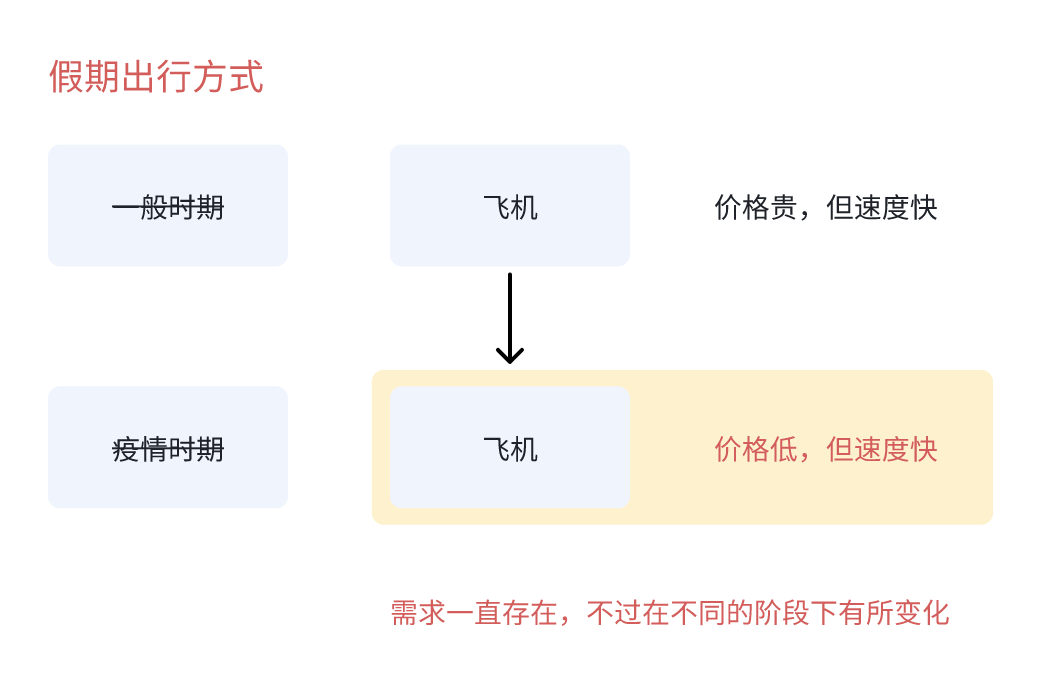 假期出行方式
一般时期
飞机
价格贵，但速度快
疫情时期
飞机
价格低，但速度快
需求一直存在，不过在不同的阶段下有所变化